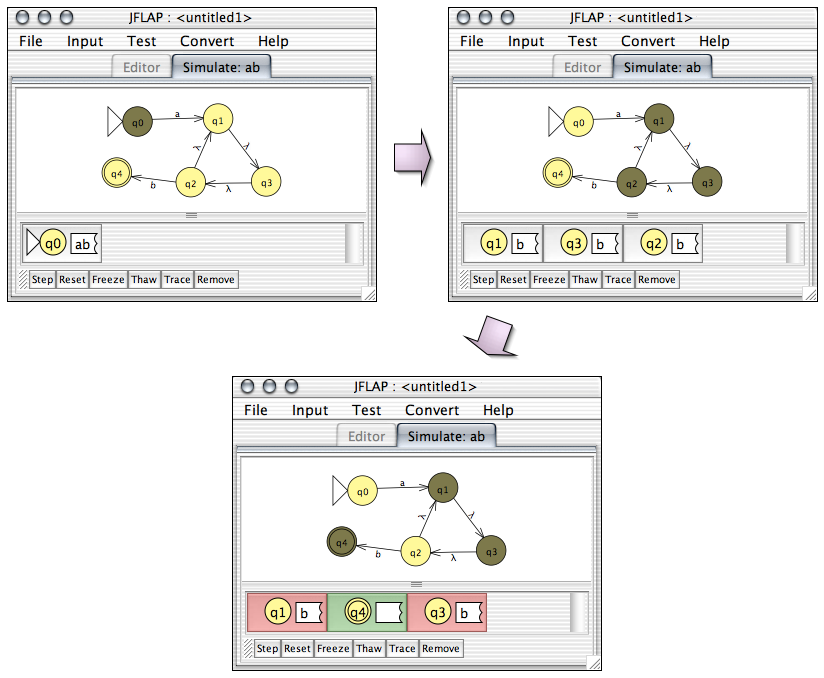 JFLAP : <untitled1>
File Input Test Convert Help
Editor Simulate: ab
q0 a q1
λ λ
q4 b q2 λ q3
q0 ab
Step Reset Freeze Thaw Trace Remove
JFLAP : <untitled1>
File Input Test Convert Help
Editor Simulate: ab
q0 a q1
λ λ
q4 b q2 λ q3
q1 b q3 b q2 b
Step Reset Freeze Thaw Trace Remove
JFLAP : <untitled1>
File Input Test Convert Help
Editor Simulate: ab
q0 a q1
λ λ
q4 b q2 λ q3
q1 b q4 q3 b
Step Reset Freeze Thaw Trace Remove